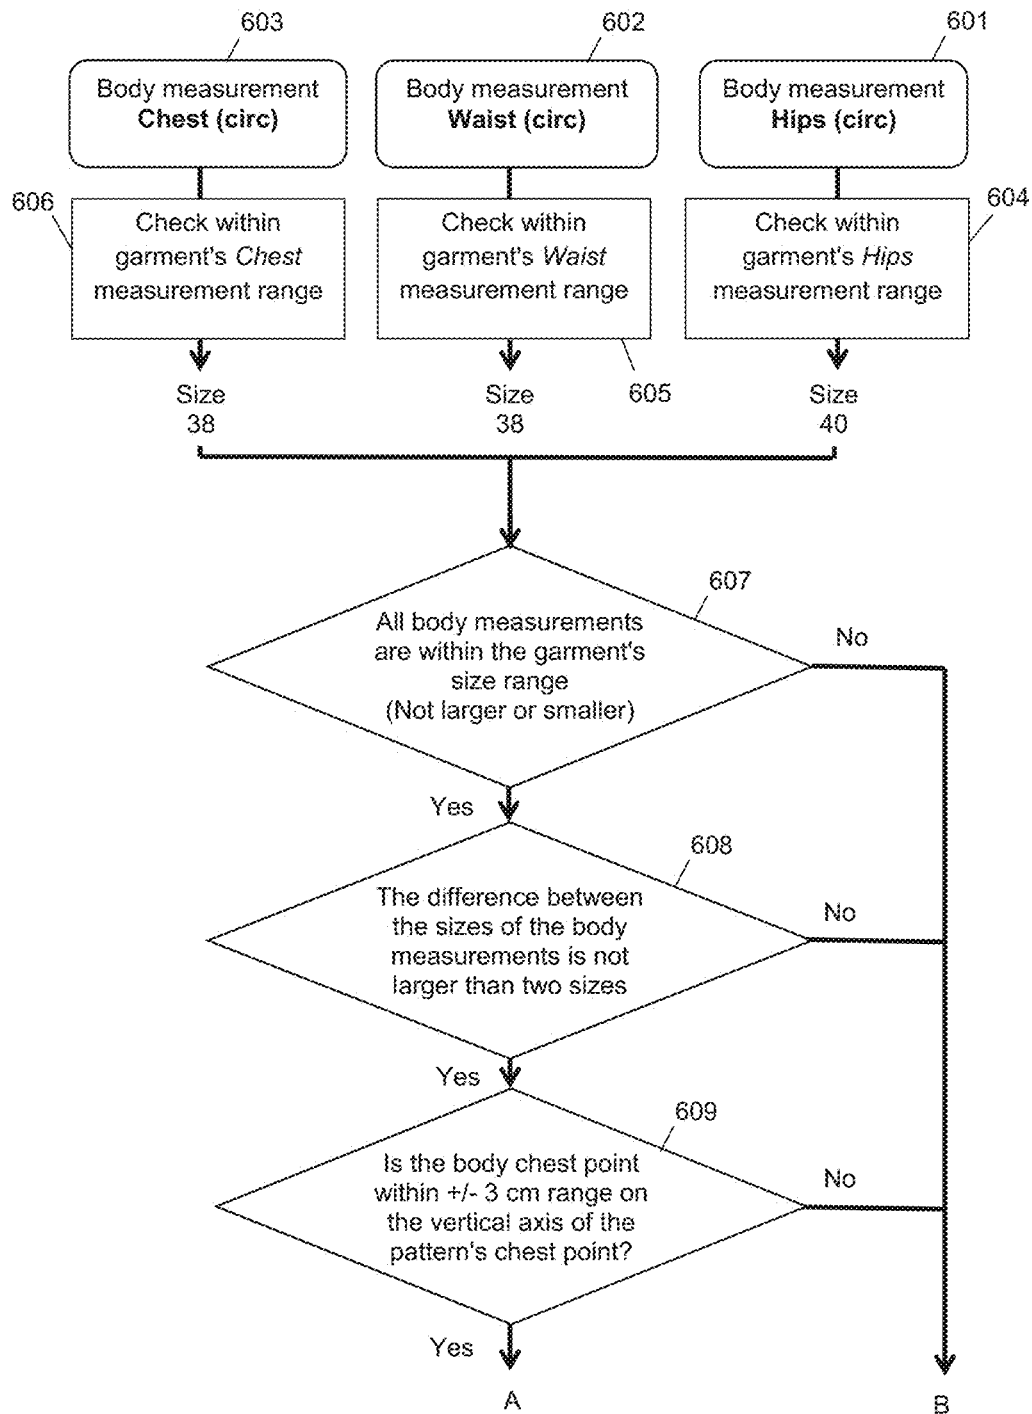 603
602
601
Body measurement
Chest (circ)
Body measurement
Waist (circ)
Body measurement
Hips (circ)
606
Check within
garment's Chest
measurement range
Check within
garment's Waist
measurement range
Check within
garment's Hips
measurement range
604
605
Size
38
Size
38
Size
40
607
All body measurements
are within the garment's
size range
(Not larger or smaller)
No
Yes
608
The difference between
the sizes of the body
measurements is not
larger than two sizes
No
Yes
609
Is the body chest point
within +/- 3 cm range on
the vertical axis of the
pattern's chest point?
No
Yes
A
B